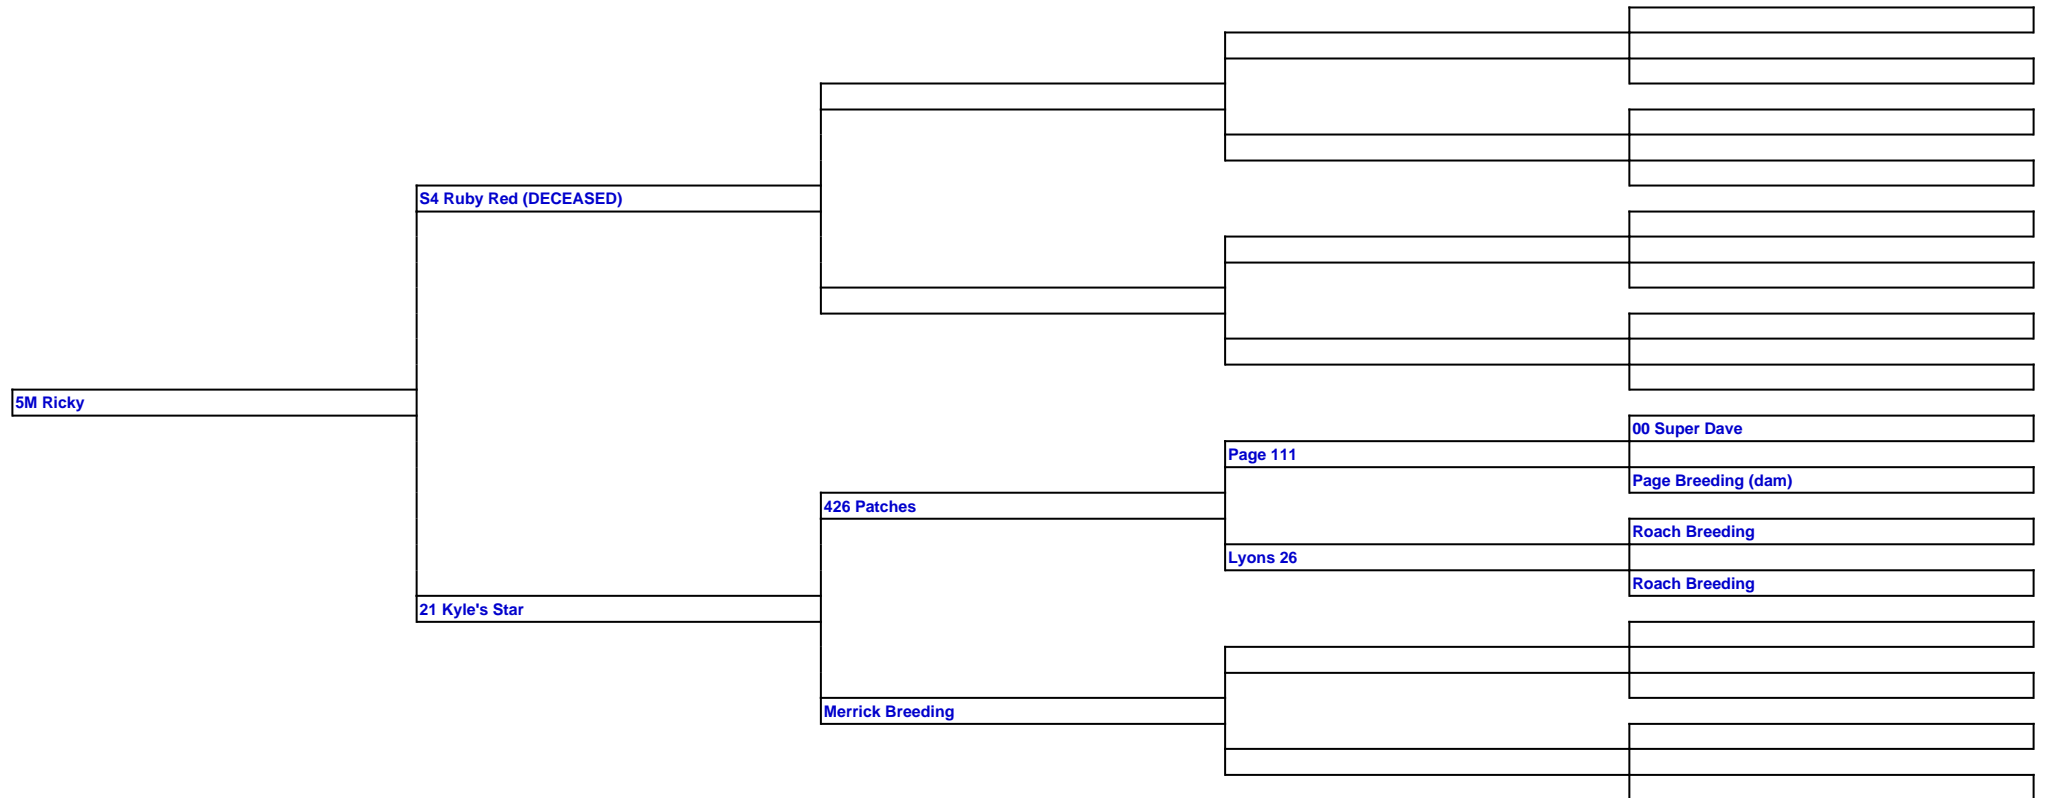 S4 Ruby Red (DECEASED)
5M Ricky
00 Super Dave
Page 111
Page Breeding (dam)
426 Patches
Roach Breeding
Lyons 26
Roach Breeding
21 Kyle's Star
Merrick Breeding